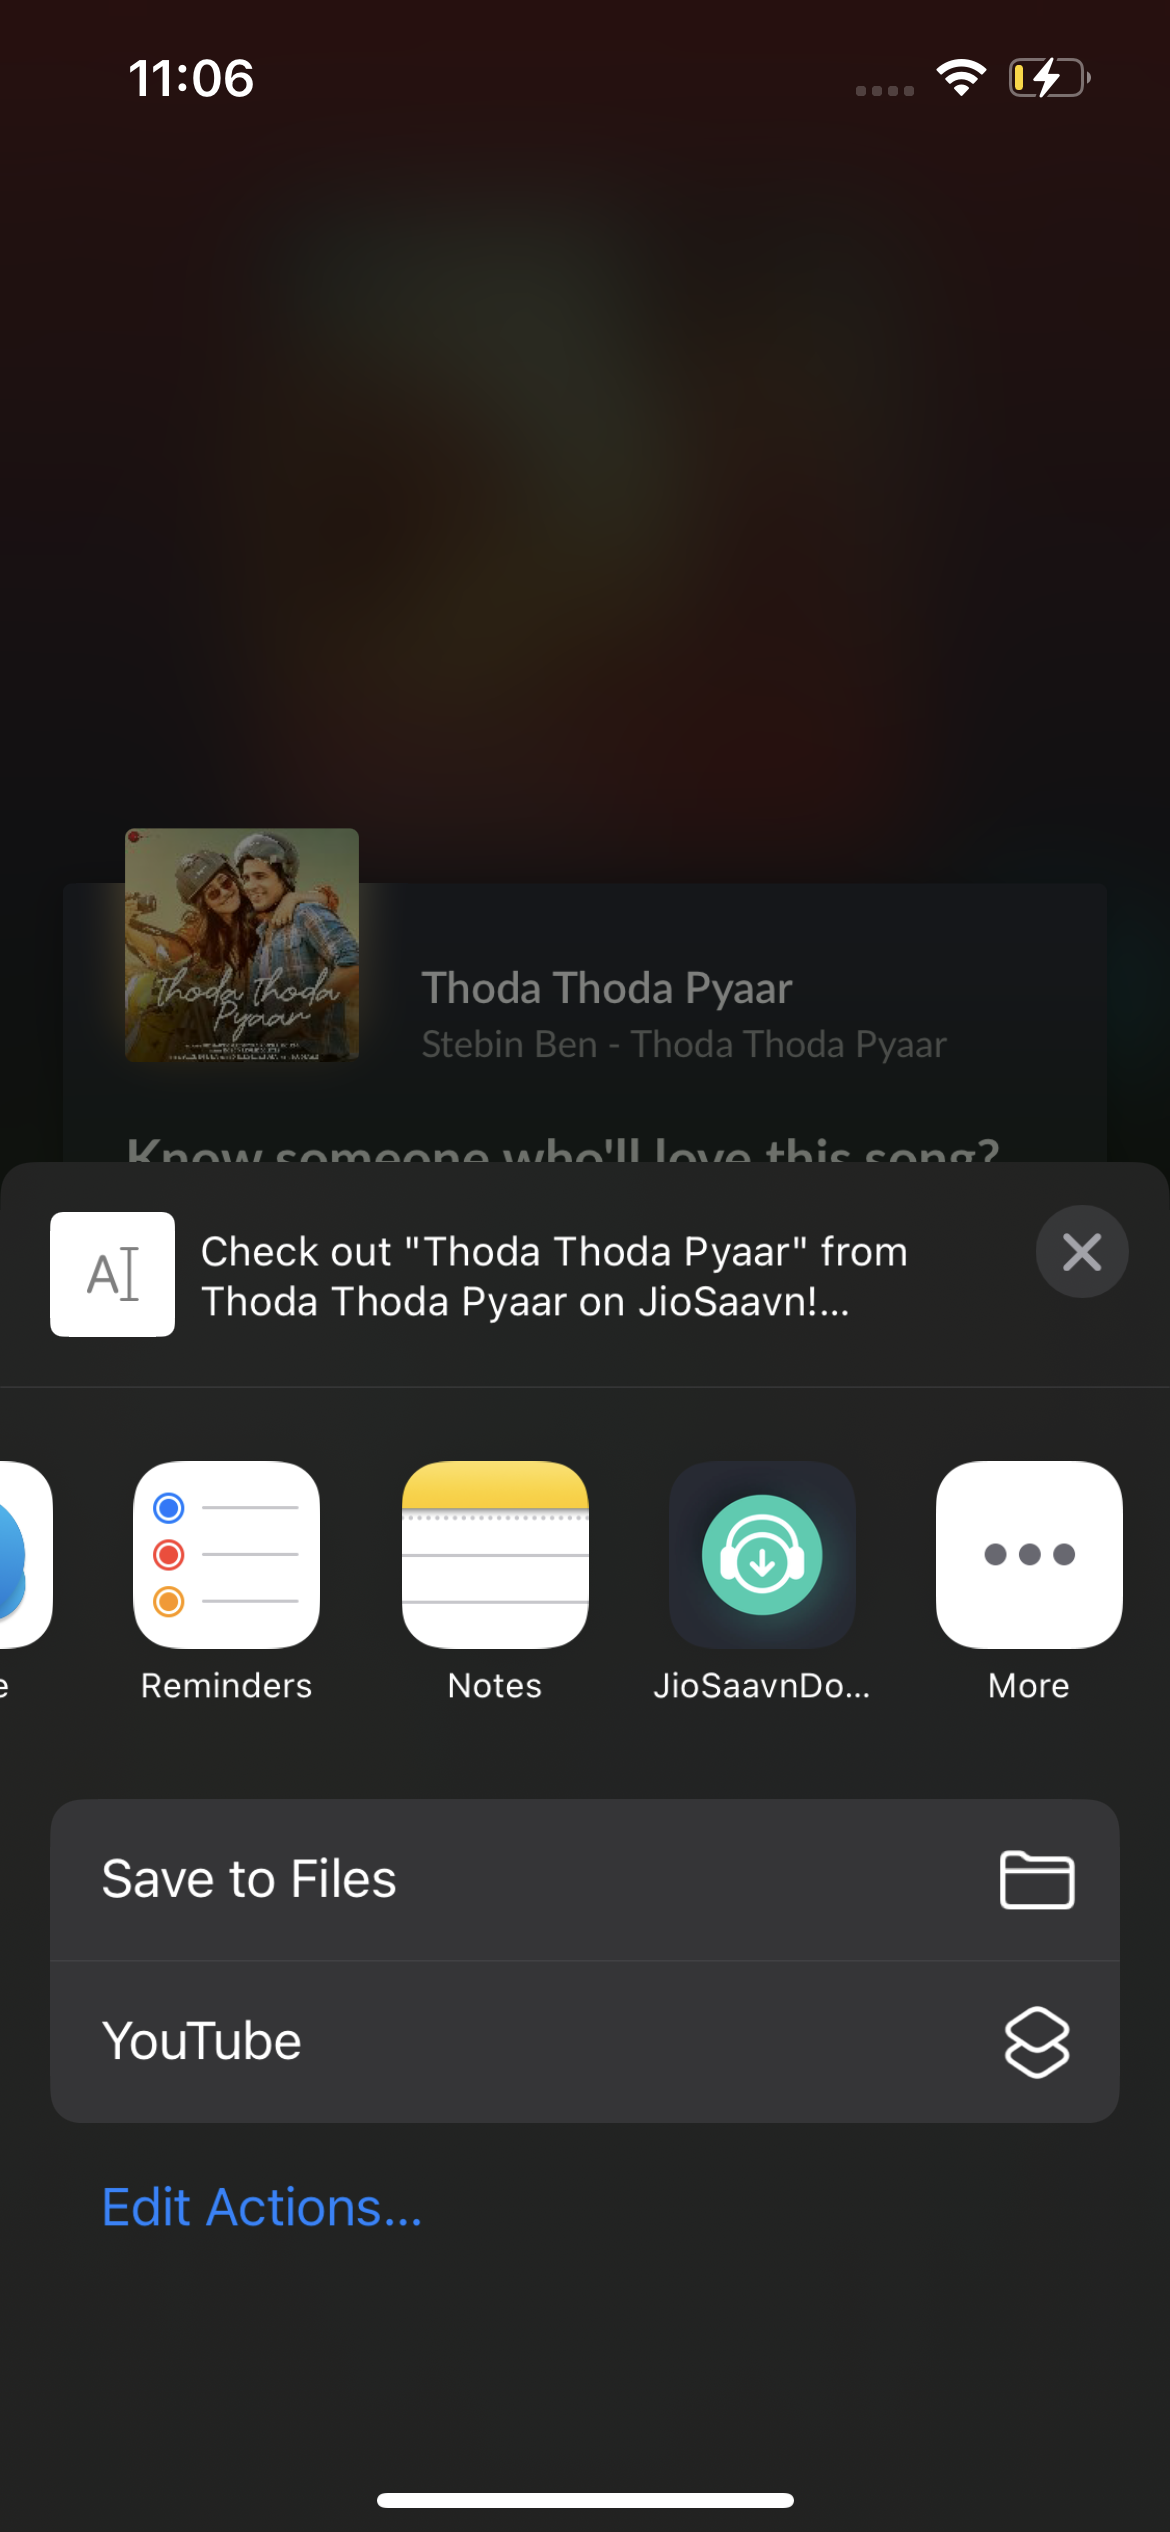 11:06
Thoda Thoda
Pyaar
Thoda Thoda Pyaar
Stebin Ben - Thoda Thoda Pyaar
Know someone who'll love this song?
AI
Check out "Thoda Thoda Pyaar" from
Thoda Thoda Pyaar on JioSaavn!...
e
Reminders
Notes
JioSaavnDo...
More
Save to Files
YouTube
Edit Actions...